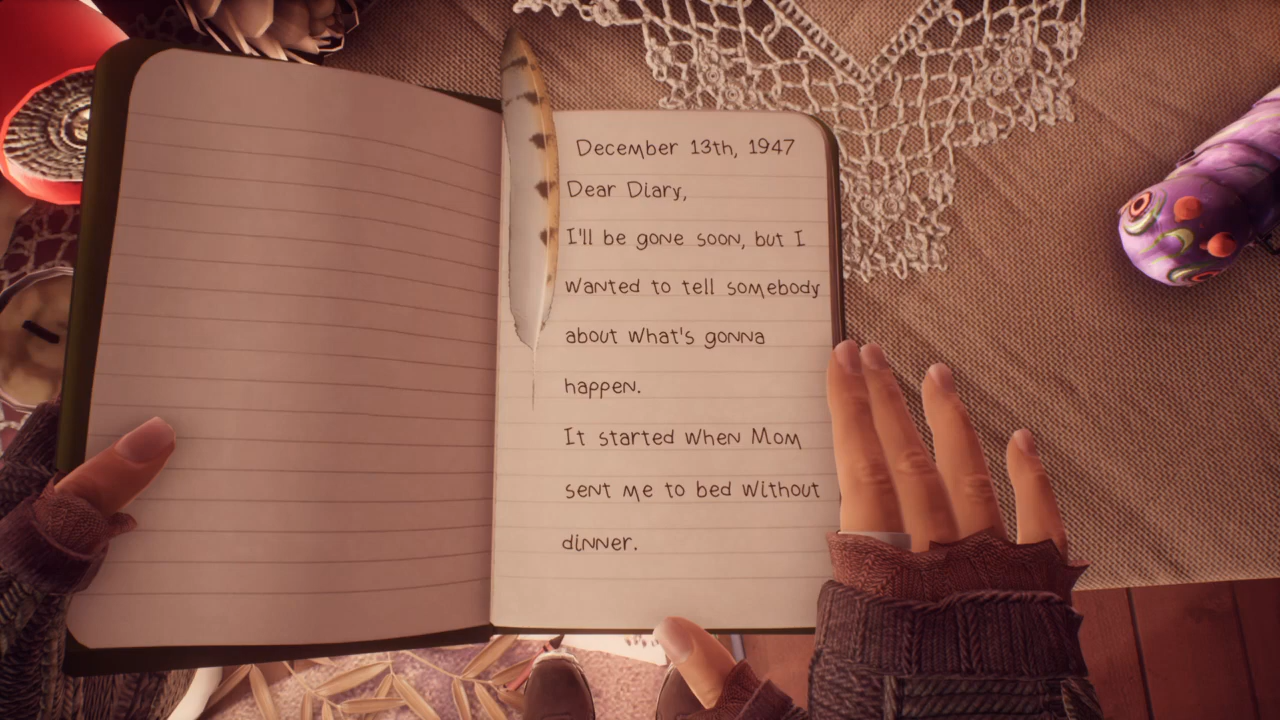 December 13th, 1947
Dear Diary,
I'll be gone soon, but I
wanted to tell somebody
about what's gonna
happen.
It started when Mom
sent me to bed without
dinner.